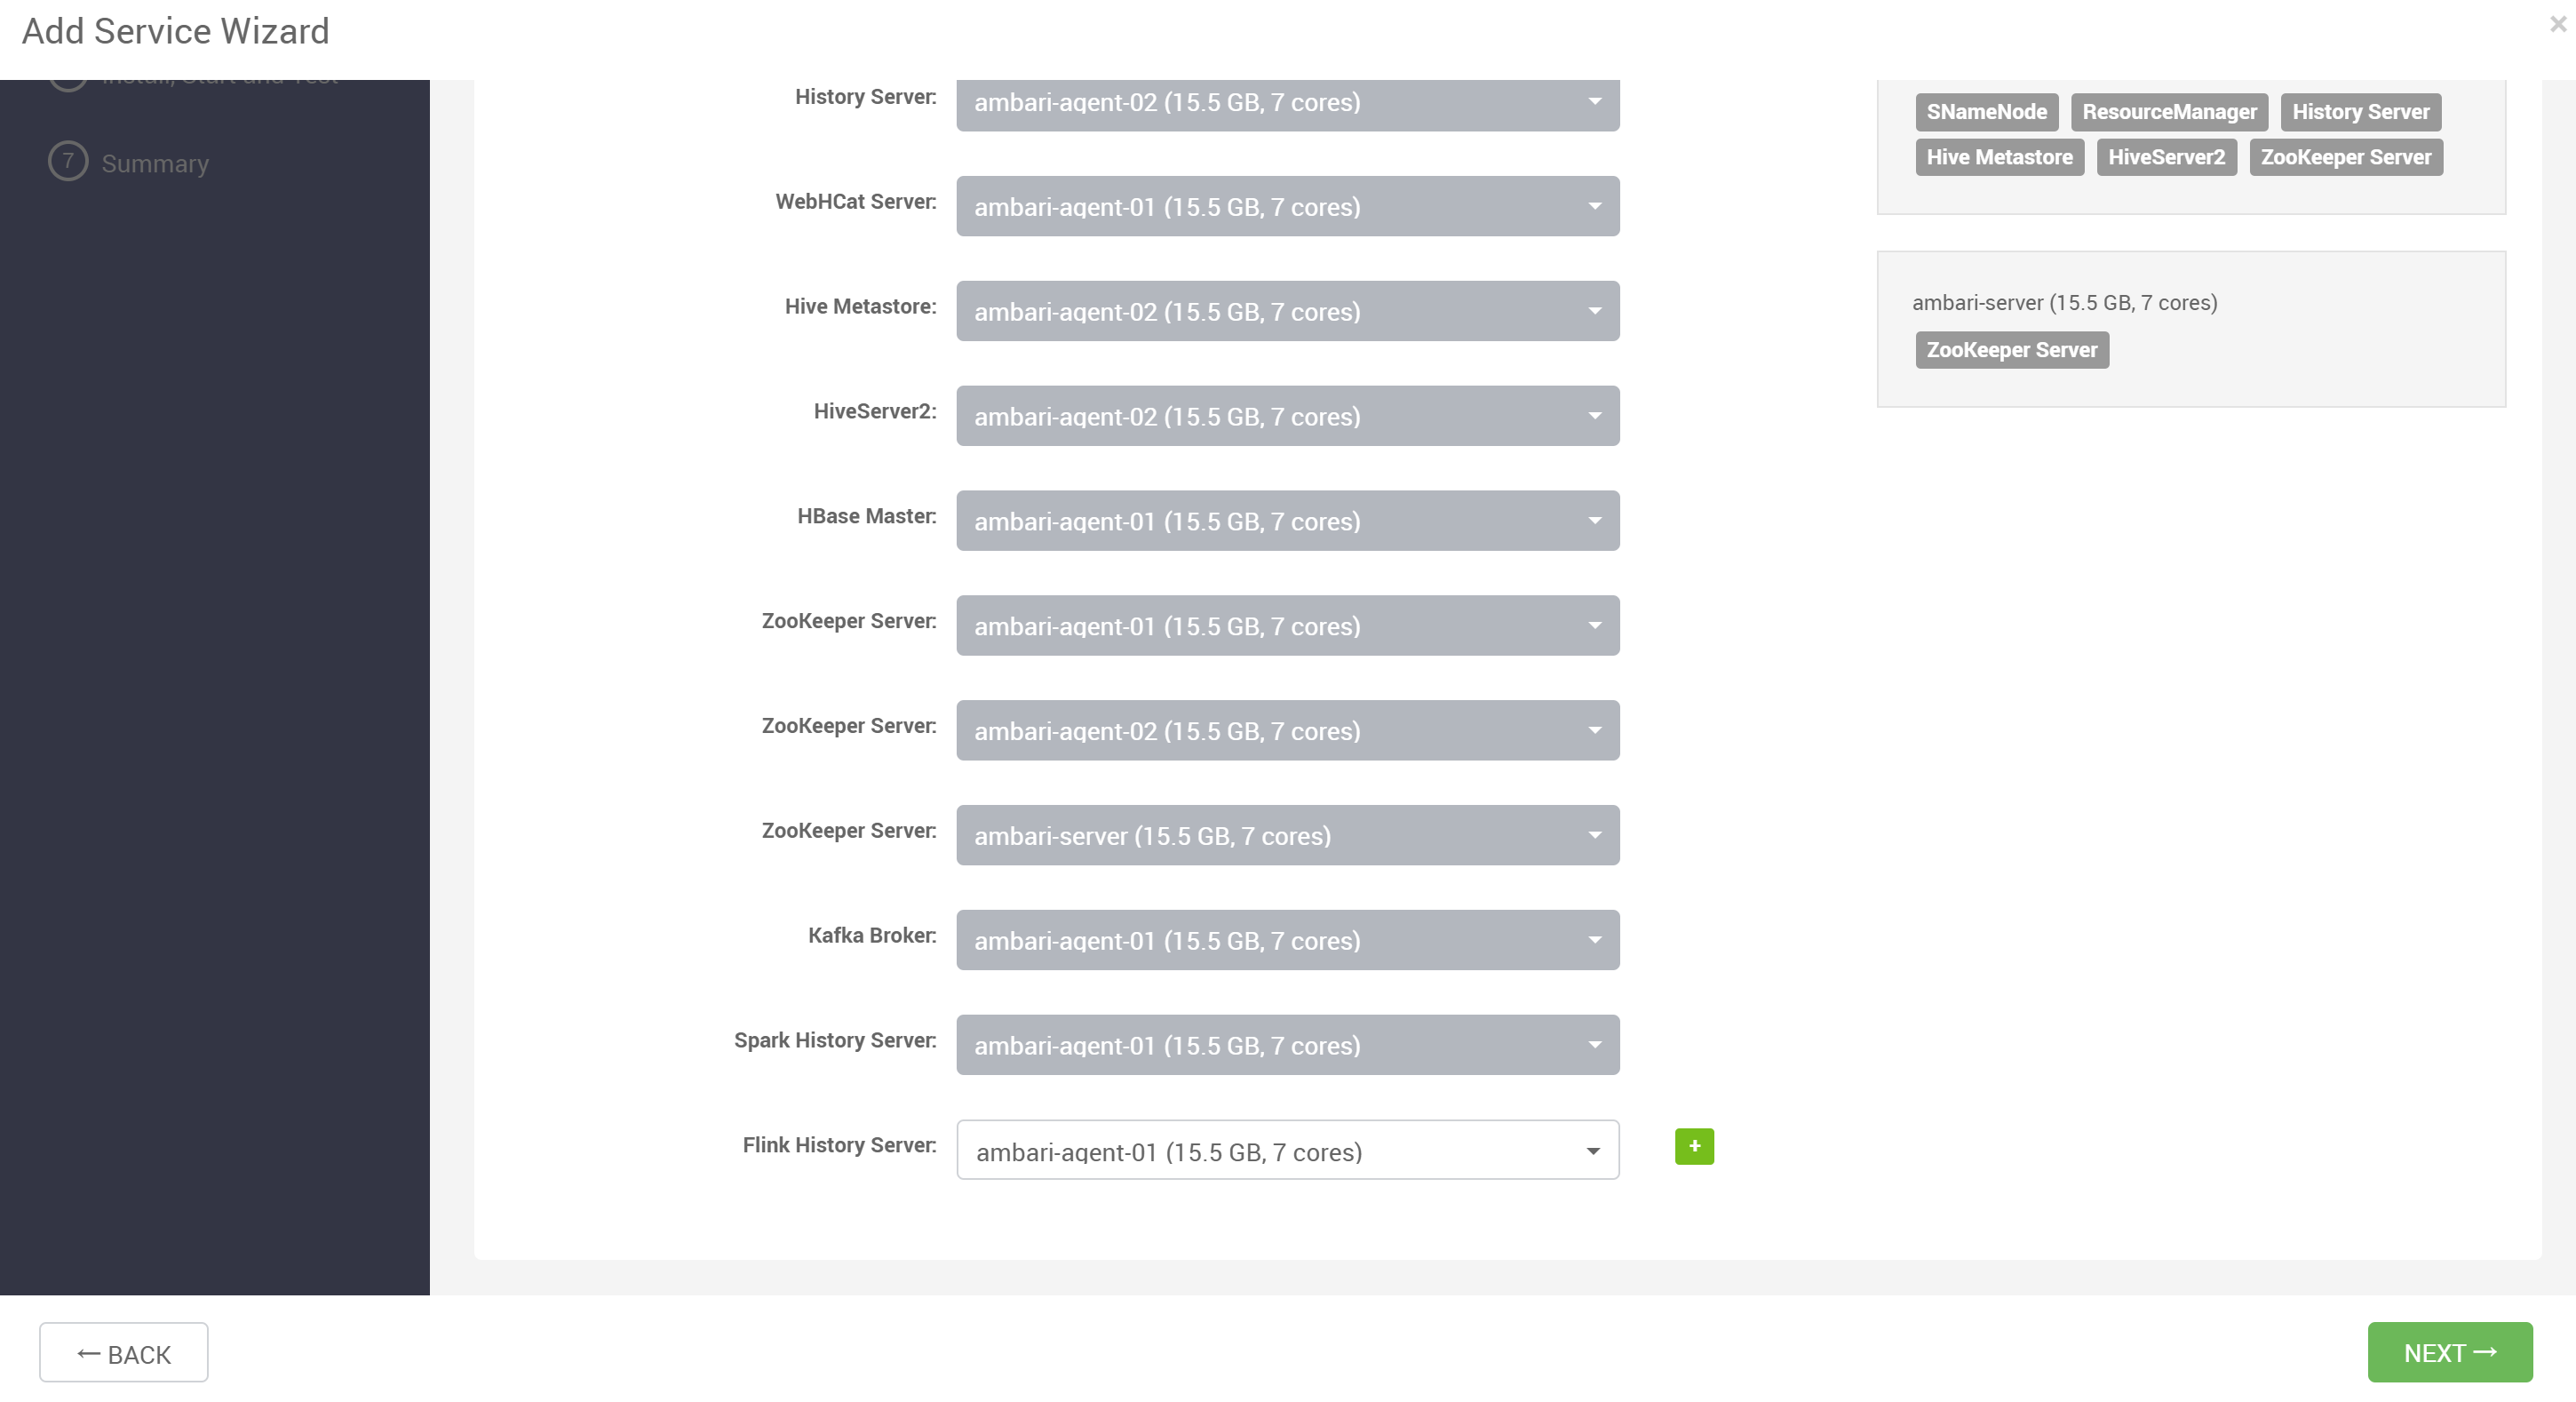 Add Service Wizard
×
Install, Start and Test
7 Summary
History Server: ambari-agent-02 (15.5 GB, 7 cores)
WebHCat Server: ambari-agent-01 (15.5 GB, 7 cores)
Hive Metastore: ambari-agent-02 (15.5 GB, 7 cores)
HiveServer2: ambari-agent-02 (15.5 GB, 7 cores)
HBase Master: ambari-agent-01 (15.5 GB, 7 cores)
ZooKeeper Server: ambari-agent-01 (15.5 GB, 7 cores)
ZooKeeper Server: ambari-agent-02 (15.5 GB, 7 cores)
ZooKeeper Server: ambari-server (15.5 GB, 7 cores)
Kafka Broker: ambari-agent-01 (15.5 GB, 7 cores)
Spark History Server: ambari-agent-01 (15.5 GB, 7 cores)
Flink History Server: ambari-agent-01 (15.5 GB, 7 cores) +
SNameNode ResourceManager History Server
Hive Metastore HiveServer2 ZooKeeper Server
ambari-server (15.5 GB, 7 cores)
ZooKeeper Server
← BACK
NEXT →